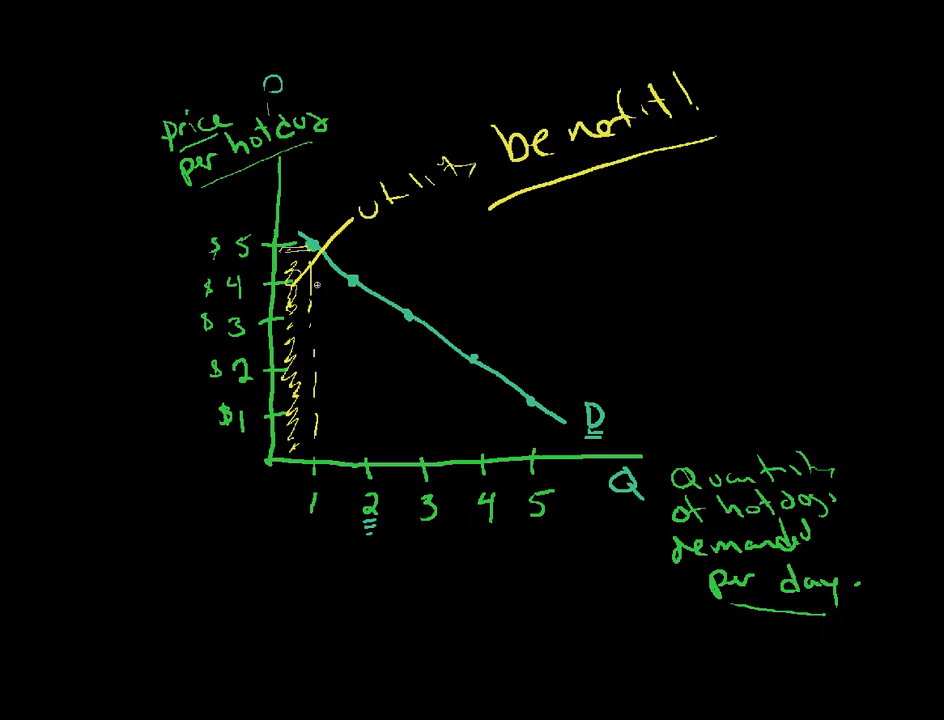 P
price
per hotdog
utility
benefit!
$5
$4
$3
$2
$1
D
1 2 3 4 5
Q
Quantity
of hotdogs
demanded
per day.